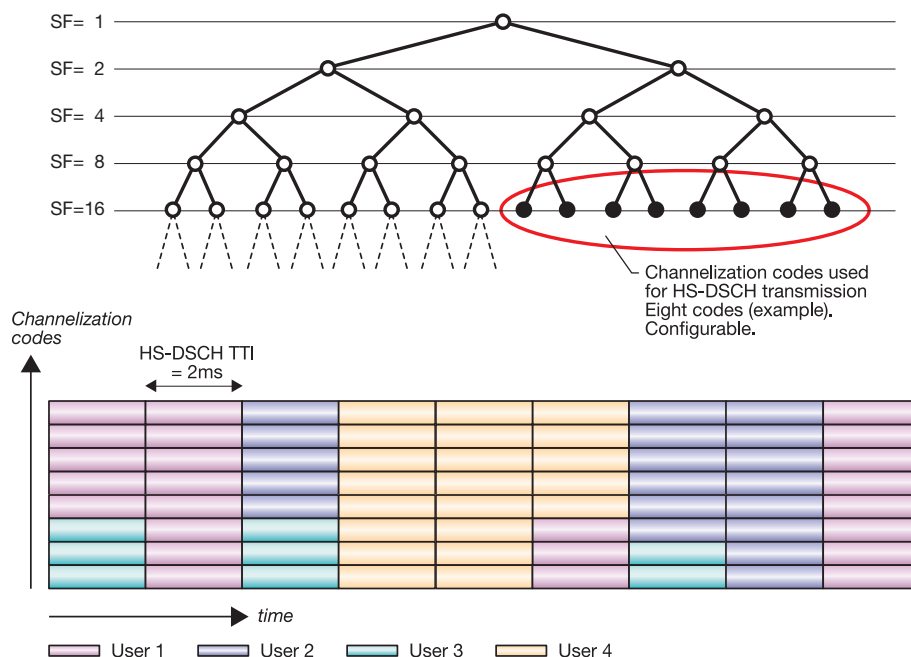 SF= 1
SF= 2
SF= 4
SF= 8
SF=16
Channelization codes used
for HS-DSCH transmission
Eight codes (example).
Configurable.
Channelization
codes
HS-DSCH TTI
= 2ms
time
User 1
User 2
User 3
User 4